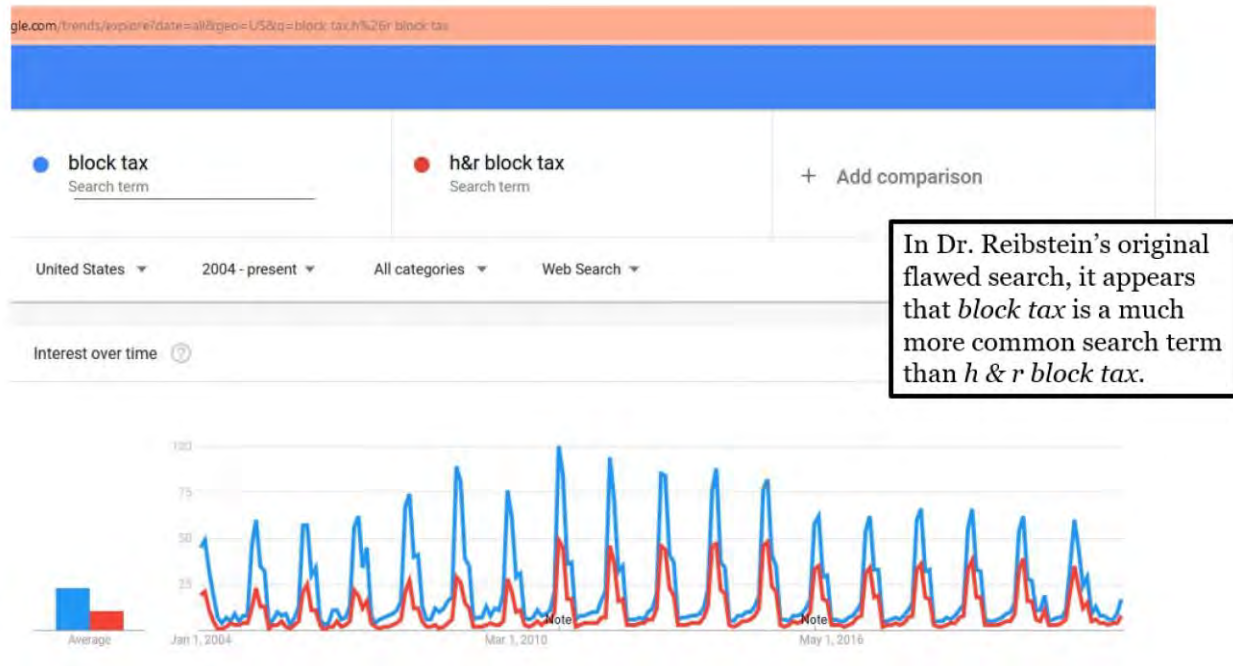 gle.com/trends/explore?date=all&geo=US&q=block tax,h%26r block tax
block tax
Search term
h&r block tax
Search term
+ Add comparison
In Dr. Reibstein’s original
flawed search, it appears
that block tax is a much
more common search term
than h & r block tax.
United States
2004 - present
All categories
Web Search
Interest over time ?
100
75
50
25
Note
Note
Average
Jan 1, 2004
Mar 1, 2010
May 1, 2016